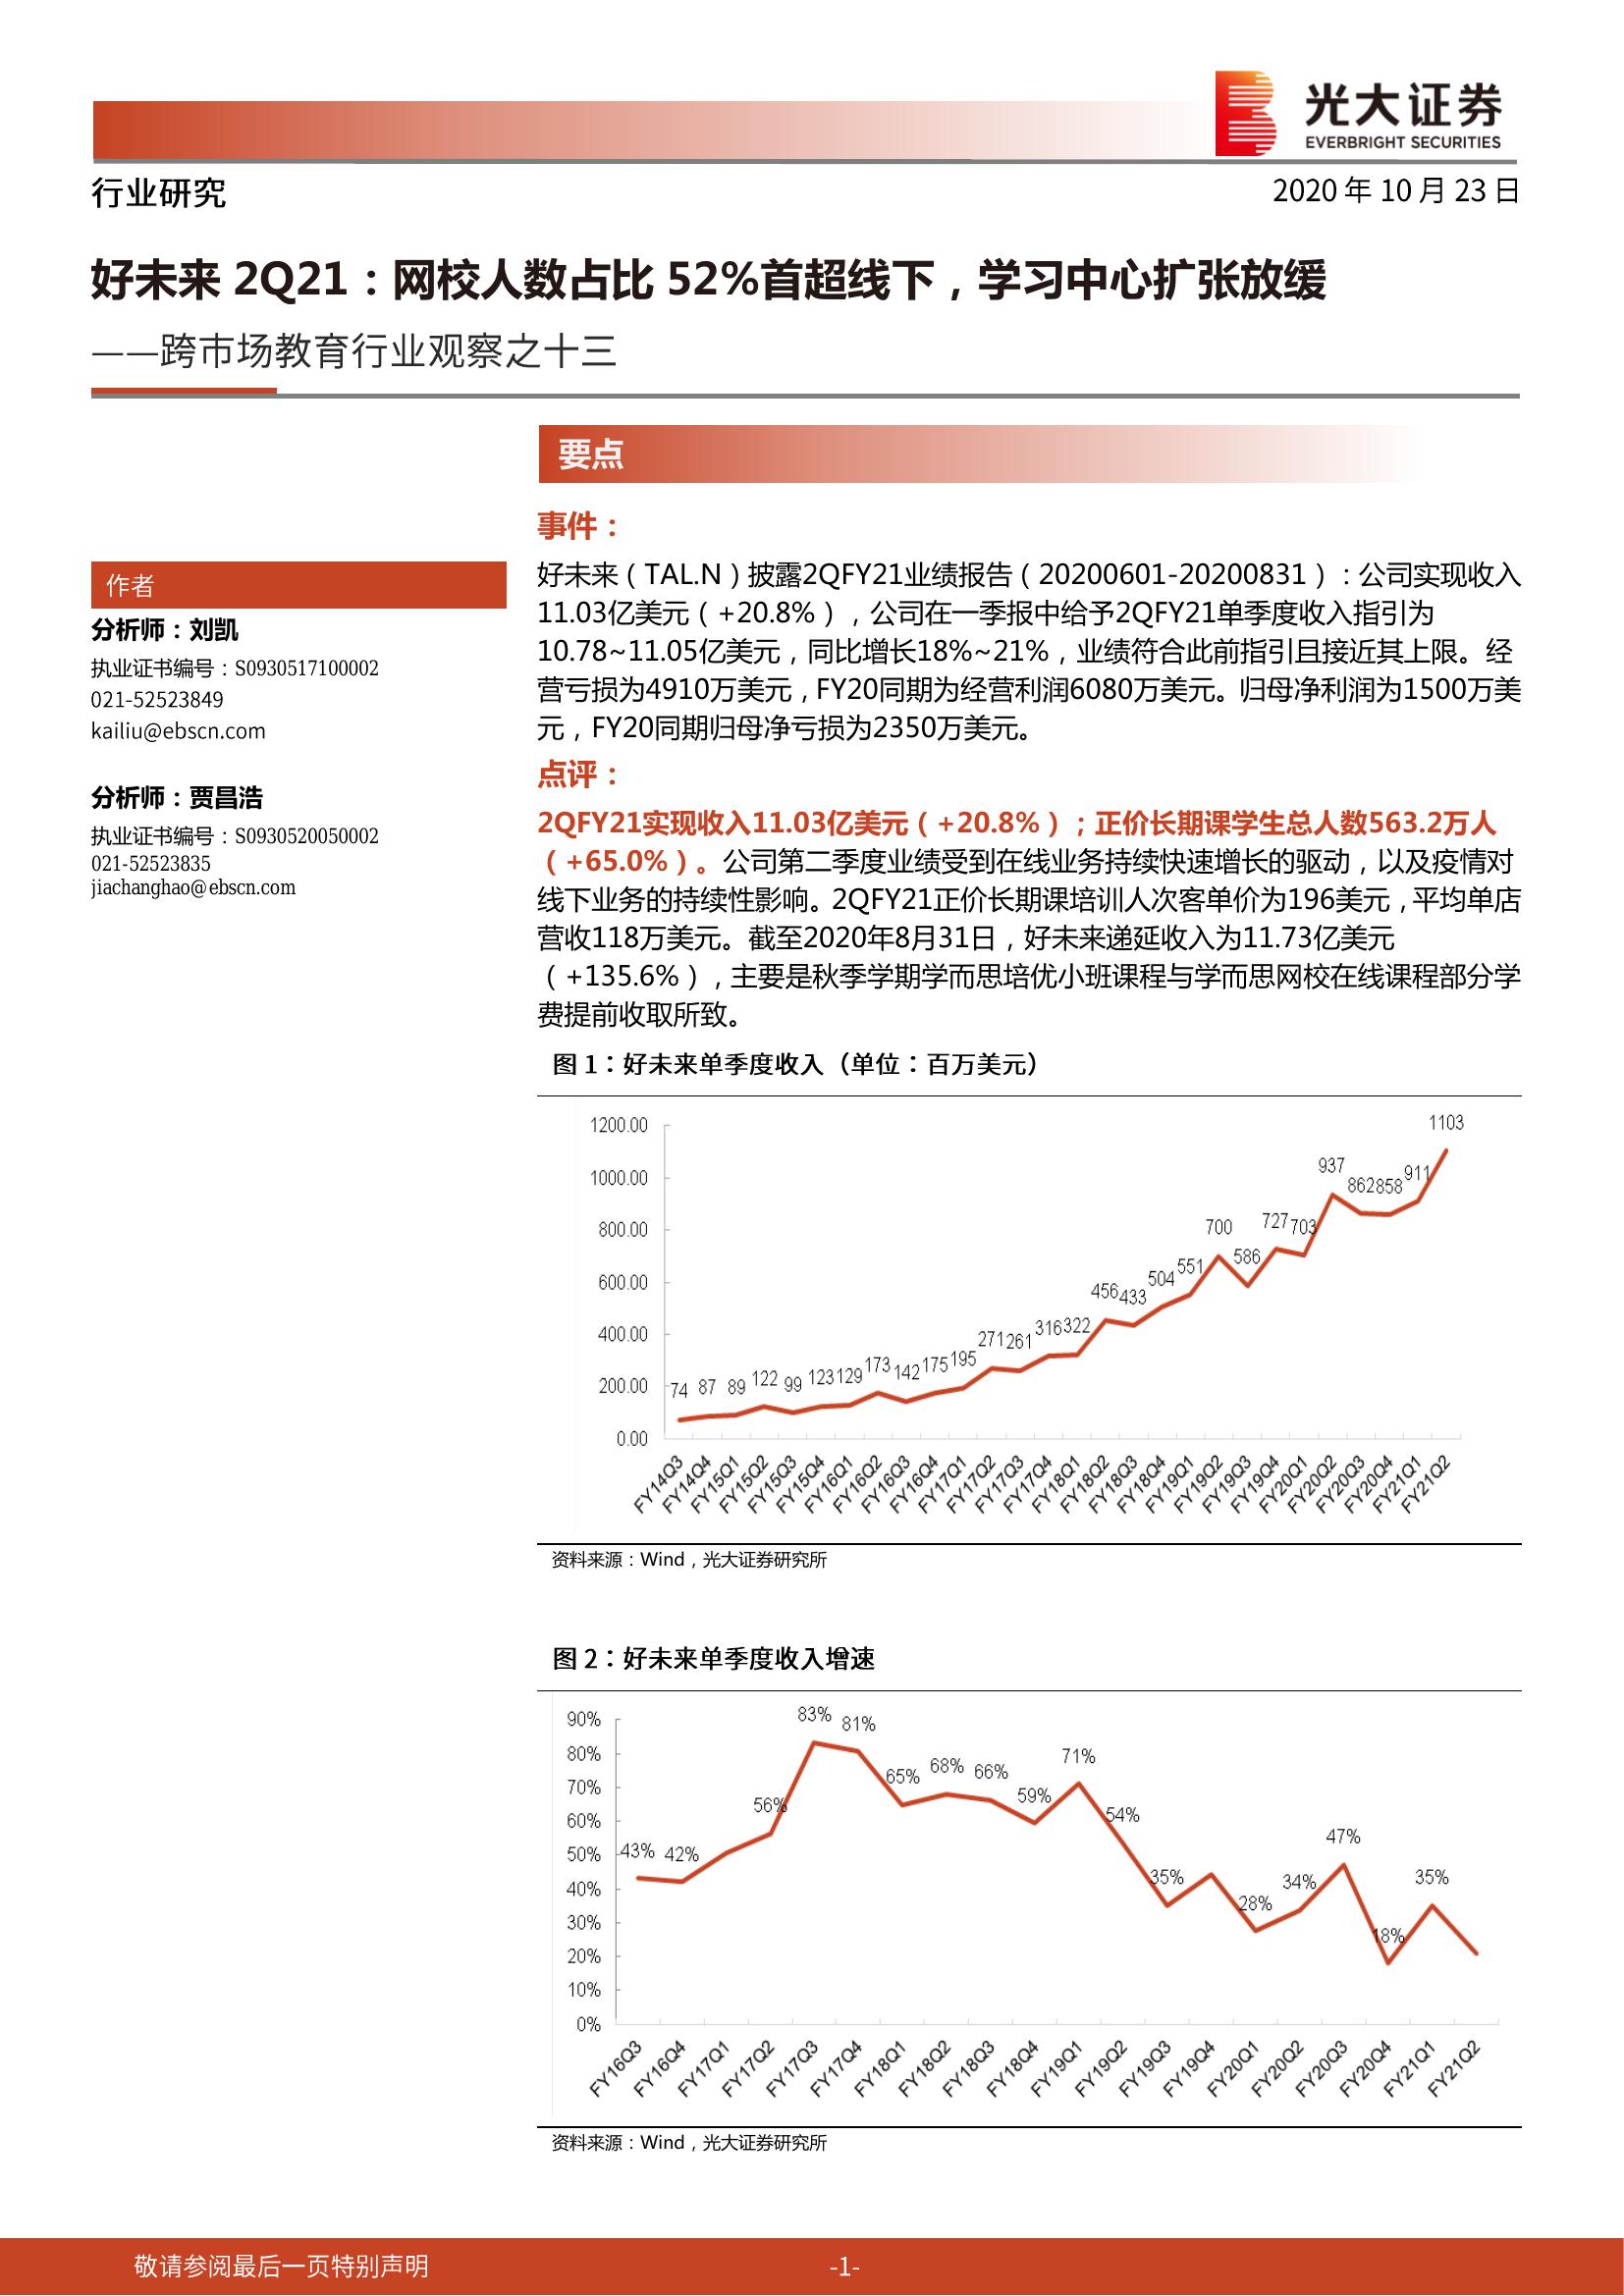 光大证券
EVERBRIGHT SECURITIES
行业研究
2020 年 10 月 23 日
好未来 2Q21：网校人数占比 52%首超线下，学习中心扩张放缓
——跨市场教育行业观察之十三
要点
作者
分析师：刘凯
执业证书编号：S0930517100002
021-52523849
kailiu@ebscn.com
分析师：贾昌浩
执业证书编号：S0930520050002
021-52523835
jiachanghao@ebscn.com
事件：
好未来（TAL.N）披露2QFY21业绩报告（20200601-20200831）：公司实现收入
11.03亿美元（+20.8%），公司在一季报中给予2QFY21单季度收入指引为
10.78~11.05亿美元，同比增长18%~21%，业绩符合此前指引且接近其上限。经
营亏损为4910万美元，FY20同期为经营利润6080万美元。归母净利润为1500万美
元，FY20同期归母净亏损为2350万美元。
点评：
2QFY21实现收入11.03亿美元（+20.8%）；正价长期课学生总人数563.2万人
（+65.0%）。公司第二季度业绩受到在线业务持续快速增长的驱动，以及疫情对
线下业务的持续性影响。2QFY21正价长期课培训人次客单价为196美元，平均单店
营收118万美元。截至2020年8月31日，好未来递延收入为11.73亿美元
（+135.6%），主要是秋季学期学而思培优小班课程与学而思网校在线课程部分学
费提前收取所致。
图 1：好未来单季度收入（单位：百万美元）
1200.00
1000.00
800.00
600.00
400.00
200.00
0.00
74 87 89 122 99 123 129 173 142 175 195 271 261 316 322 456 433 504 551 700 586 727 703 937 862 858 911 1103
FY14Q3 FY14Q4 FY15Q1 FY15Q2 FY15Q3 FY15Q4 FY16Q1 FY16Q2 FY16Q3 FY16Q4 FY17Q1 FY17Q2 FY17Q3 FY17Q4 FY18Q1 FY18Q2 FY18Q3 FY18Q4 FY19Q1 FY19Q2 FY19Q3 FY19Q4 FY20Q1 FY20Q2 FY20Q3 FY20Q4 FY21Q1 FY21Q2
资料来源：Wind，光大证券研究所
图 2：好未来单季度收入增速
90%
80%
70%
60%
50%
40%
30%
20%
10%
0%
43% 42% 56% 83% 81% 65% 68% 66% 59% 71% 54% 35% 28% 34% 47% 18% 35%
FY16Q3 FY16Q4 FY17Q1 FY17Q2 FY17Q3 FY17Q4 FY18Q1 FY18Q2 FY18Q3 FY18Q4 FY19Q1 FY19Q2 FY19Q3 FY19Q4 FY20Q1 FY20Q2 FY20Q3 FY20Q4 FY21Q1 FY21Q2
资料来源：Wind，光大证券研究所
敬请参阅最后一页特别声明
-1-